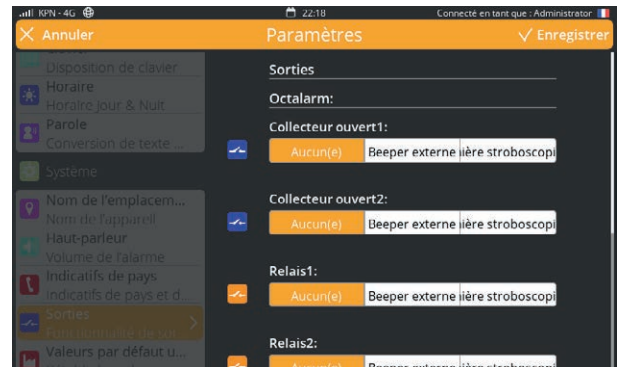 KPN - 4G 22:18 Connecté en tant que : Administrator
Annuler Paramètres Enregistrer
Disposition de clavier
Horaire
Horaire Jour & Nuit
Parole
Conversion de texte ...
Système
Nom de l'emplacem...
Nom de l'appareil
Haut-parleur
Volume de l'alarme
Indicatifs de pays
Indicatifs de pays et d...
Sorties
Valeurs par défaut u...
Sorties
Octalarm:
Collecteur ouvert1:
Aucun(e) Beeper externe ière stroboscopi
Collecteur ouvert2:
Aucun(e) Beeper externe ière stroboscopi
Relais1:
Aucun(e) Beeper externe ière stroboscopi
Relais2: